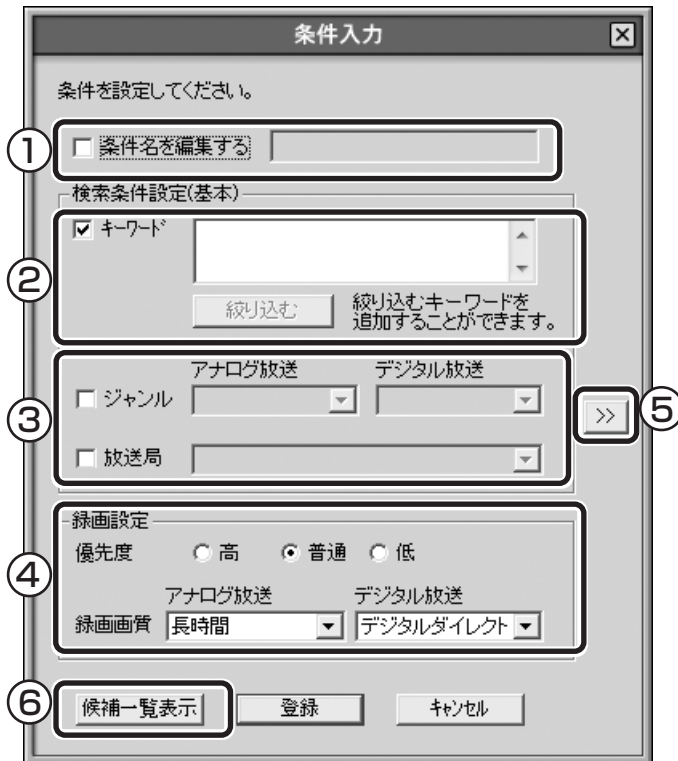 条件入力
条件を設定してください。
① 条件名を編集する
検索条件設定(基本)
② キーワード
絞り込む 絞り込むキーワードを
追加することができます。
アナログ放送 デジタル放送
③ ジャンル
放送局
>> ⑤
④ 録画設定
優先度 高 普通 低
アナログ放送 デジタル放送
録画画質 長時間 デジタルダイレクト
⑥ 候補一覧表示 登録 キャンセル